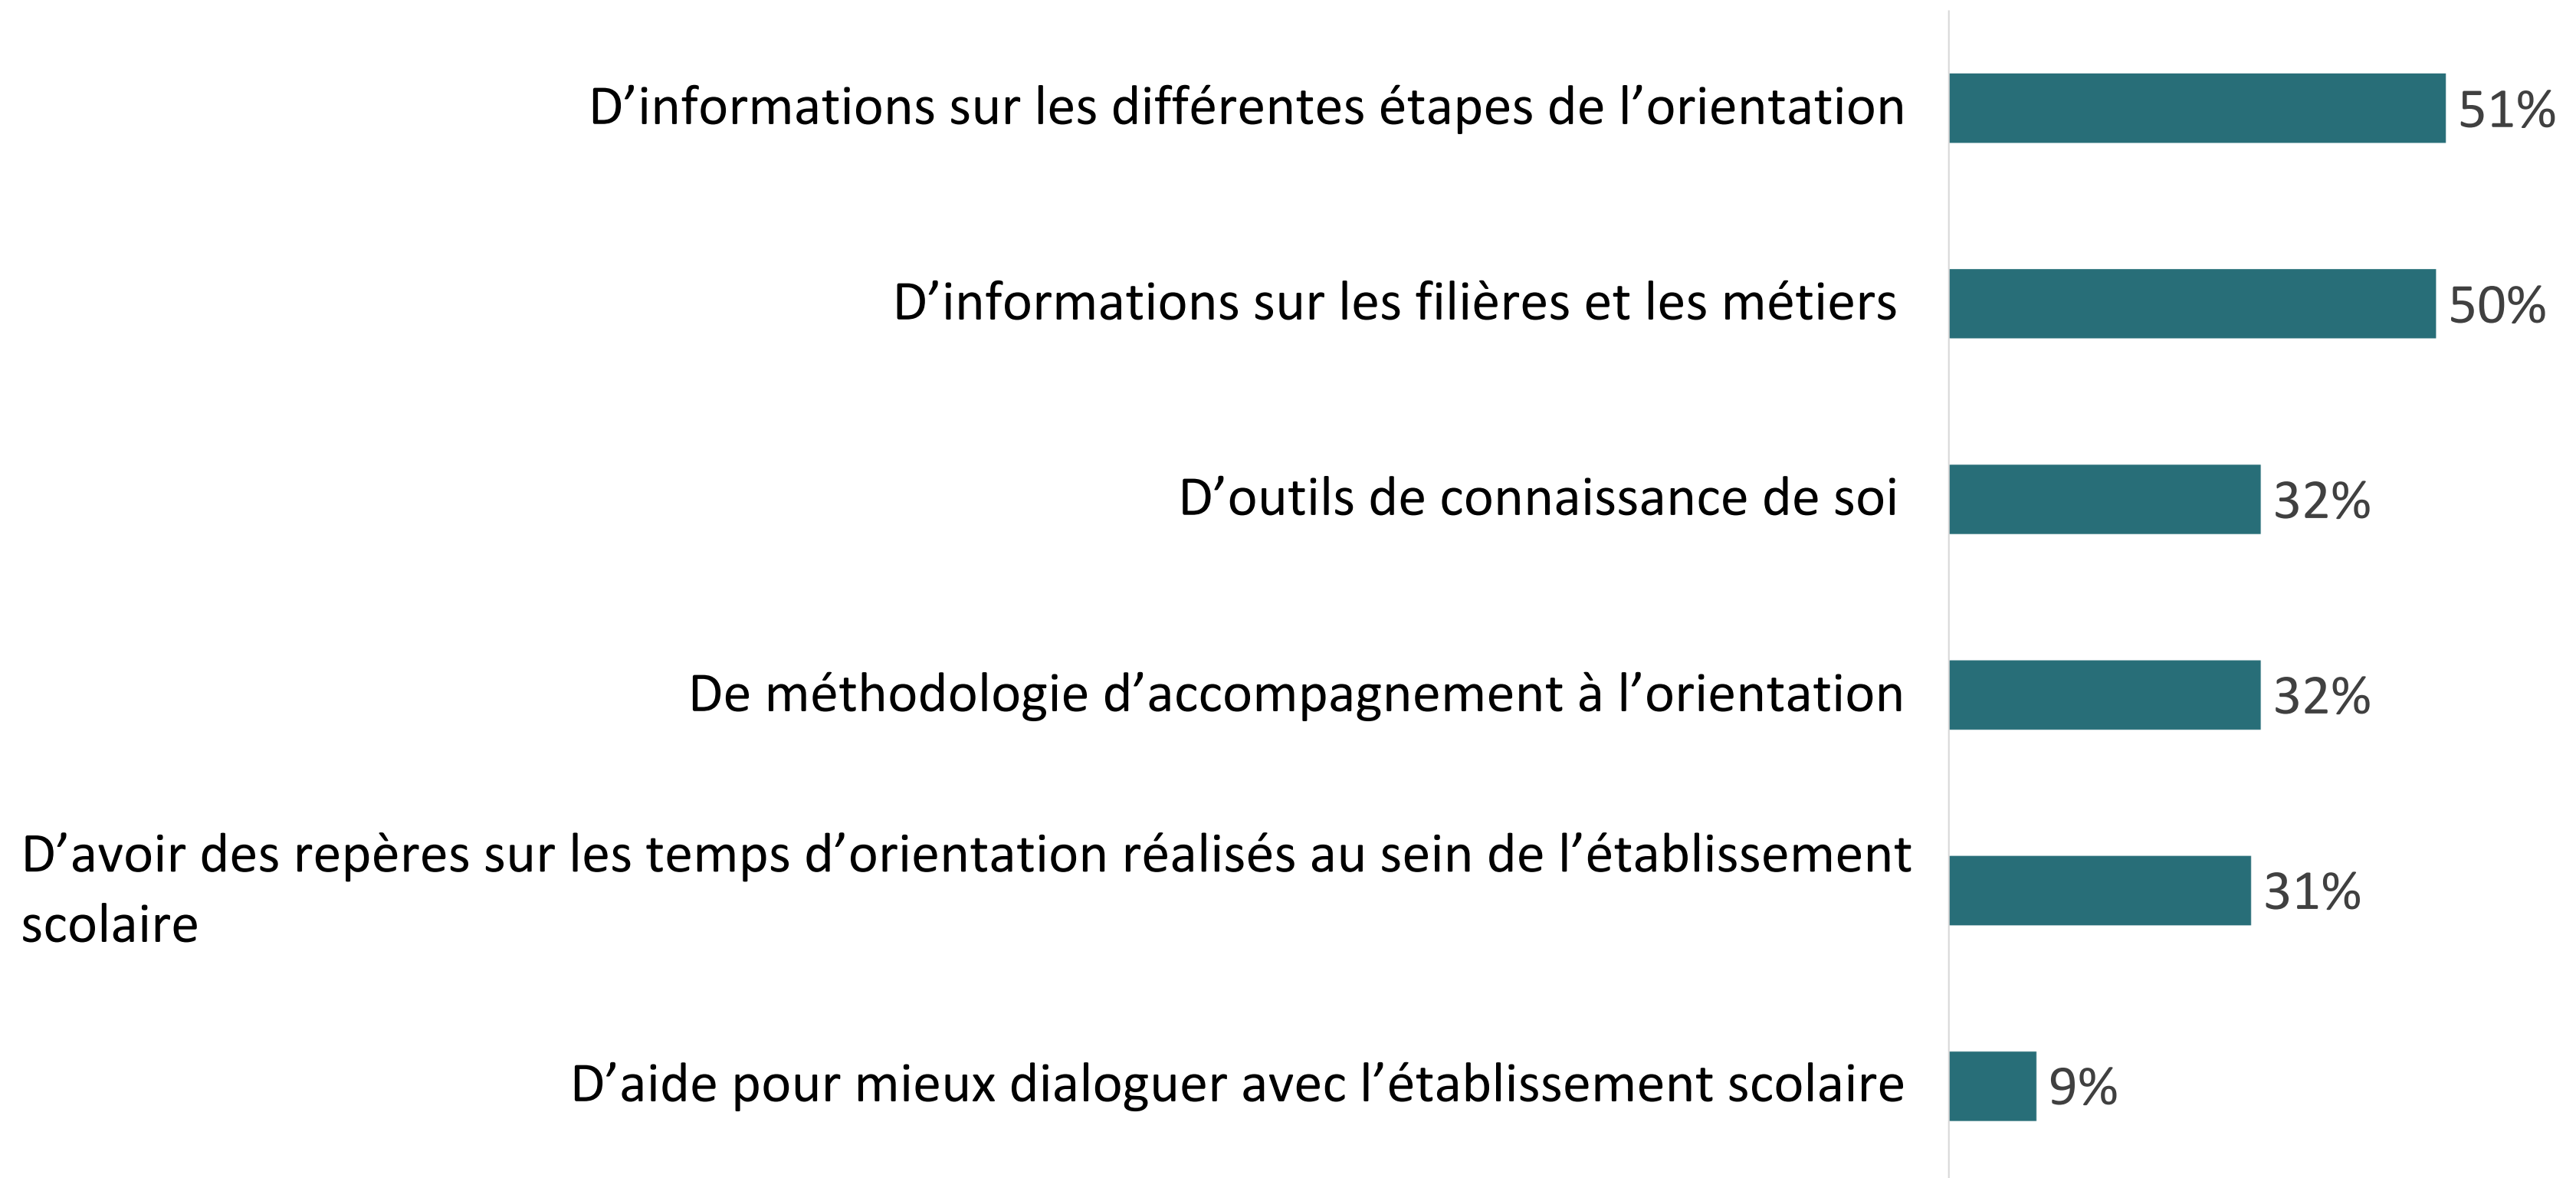 D’informations sur les différentes étapes de l’orientation 51%
D’informations sur les filières et les métiers 50%
D’outils de connaissance de soi 32%
De méthodologie d’accompagnement à l’orientation 32%
D’avoir des repères sur les temps d’orientation réalisés au sein de l’établissement
scolaire 31%
D’aide pour mieux dialoguer avec l’établissement scolaire 9%